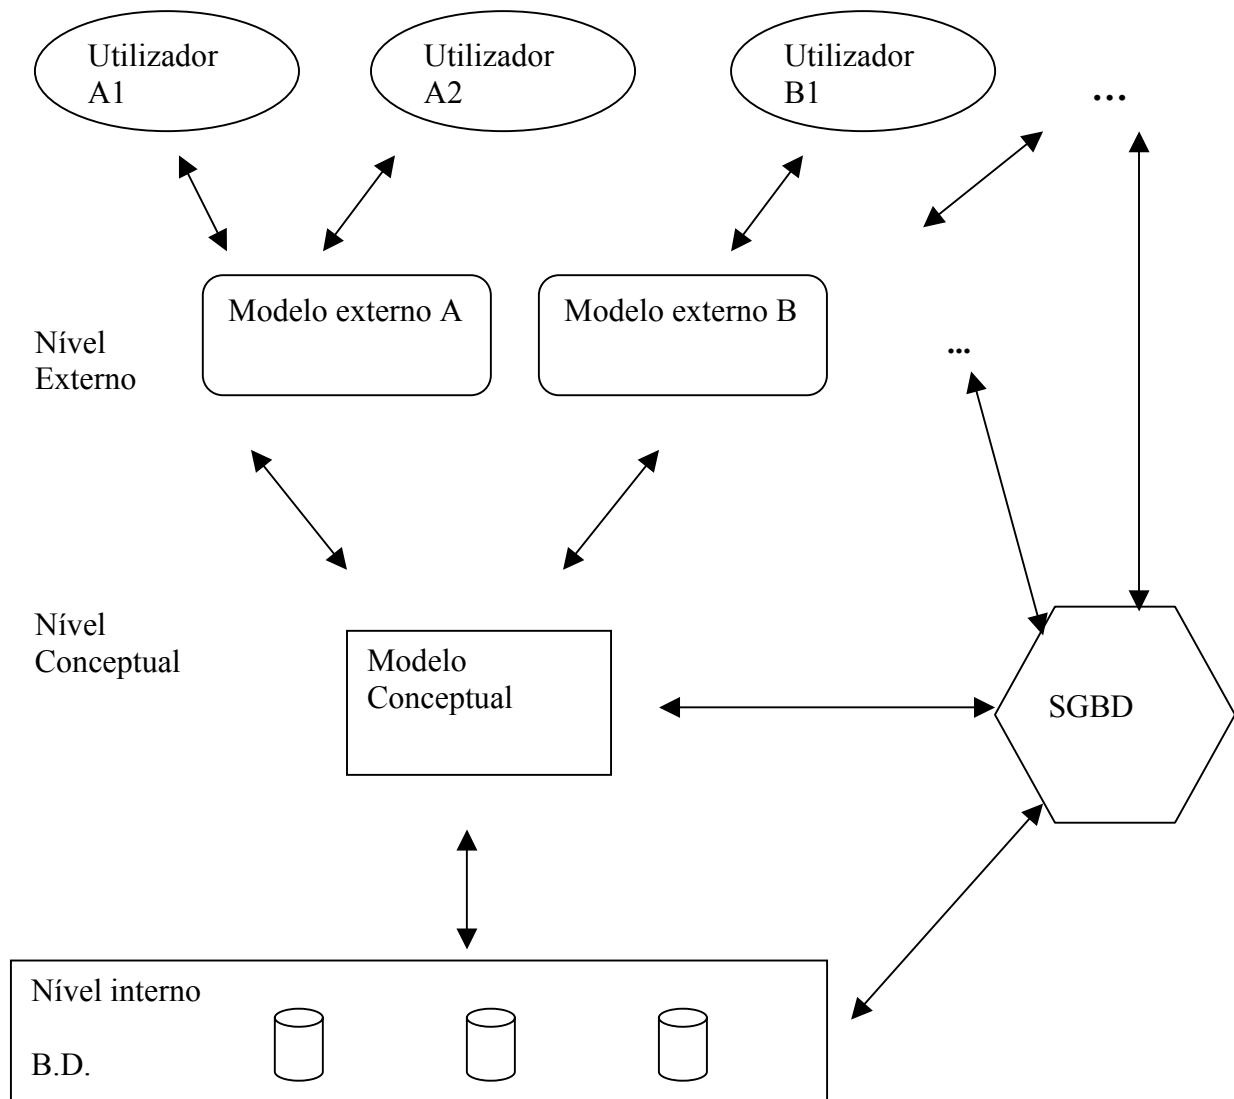 Utilizador
A1
Utilizador
A2
Utilizador
B1
...
Modelo externo A
Modelo externo B
Nível
Externo
...
Nível
Conceptual
Modelo
Conceptual
SGBD
Nível interno
B.D.